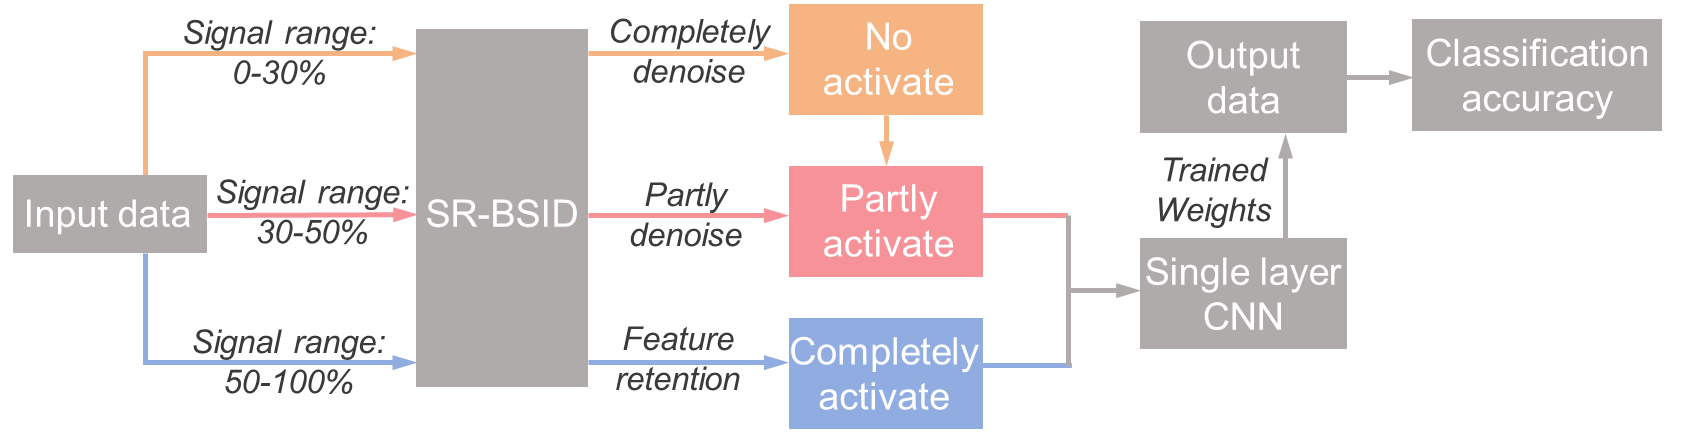 Input data
Signal range:
0-30%
Signal range:
30-50%
Signal range:
50-100%
SR-BSID
Completely
denoise
Partly
denoise
Feature
retention
No
activate
Partly
activate
Completely
activate
Single layer
CNN
Trained
Weights
Output
data
Classification
accuracy